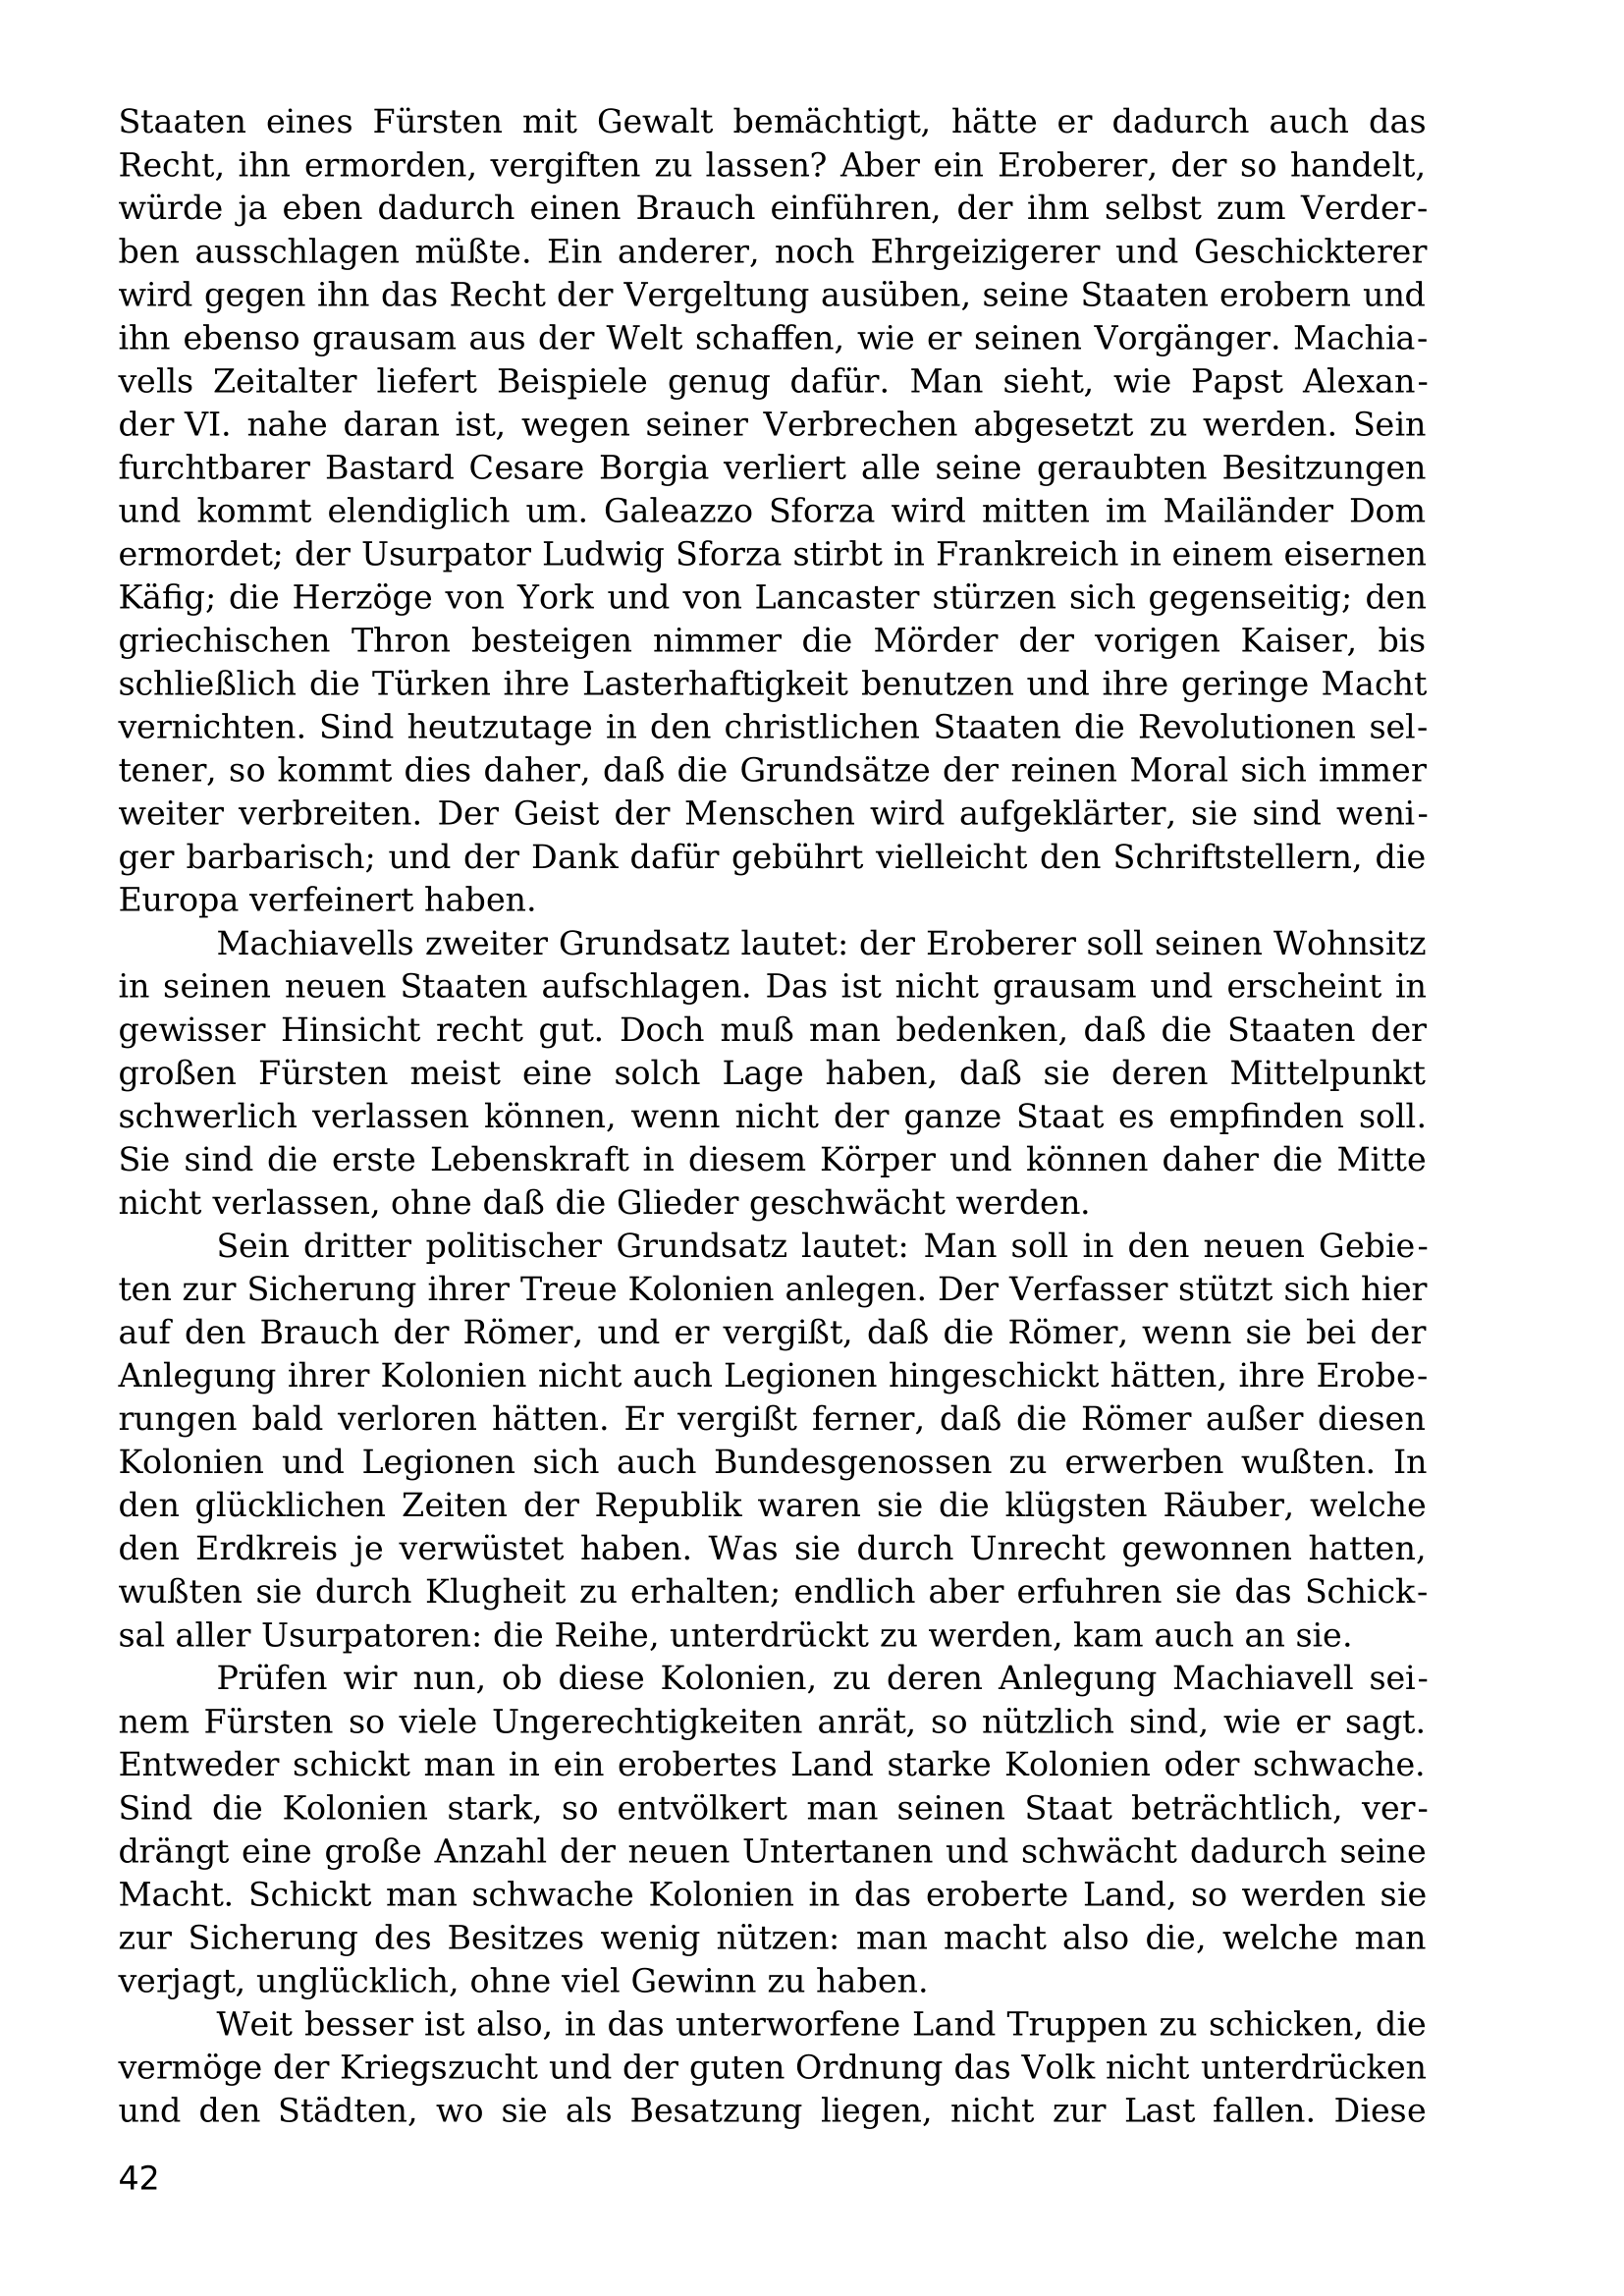 Staaten eines Fürsten mit Gewalt bemächtigt, hätte er dadurch auch das
Recht, ihn ermorden, vergiften zu lassen? Aber ein Eroberer, der so handelt,
würde ja eben dadurch einen Brauch einführen, der ihm selbst zum Verder-
ben ausschlagen müßte. Ein anderer, noch Ehrgeizigerer und Geschickterer
wird gegen ihn das Recht der Vergeltung ausüben, seine Staaten erobern und
ihn ebenso grausam aus der Welt schaffen, wie er seinen Vorgänger. Machia-
vells Zeitalter liefert Beispiele genug dafür. Man sieht, wie Papst Alexan-
der VI. nahe daran ist, wegen seiner Verbrechen abgesetzt zu werden. Sein
furchtbarer Bastard Cesare Borgia verliert alle seine geraubten Besitzungen
und kommt elendiglich um. Galeazzo Sforza wird mitten im Mailänder Dom
ermordet; der Usurpator Ludwig Sforza stirbt in Frankreich in einem eisernen
Käfig; die Herzöge von York und von Lancaster stürzen sich gegenseitig; den
griechischen Thron besteigen nimmer die Mörder der vorigen Kaiser, bis
schließlich die Türken ihre Lasterhaftigkeit benutzen und ihre geringe Macht
vernichten. Sind heutzutage in den christlichen Staaten die Revolutionen sel-
tener, so kommt dies daher, daß die Grundsätze der reinen Moral sich immer
weiter verbreiten. Der Geist der Menschen wird aufgeklärter, sie sind weni-
ger barbarisch; und der Dank dafür gebührt vielleicht den Schriftstellern, die
Europa verfeinert haben.
Machiavells zweiter Grundsatz lautet: der Eroberer soll seinen Wohnsitz
in seinen neuen Staaten aufschlagen. Das ist nicht grausam und erscheint in
gewisser Hinsicht recht gut. Doch muß man bedenken, daß die Staaten der
großen Fürsten meist eine solch Lage haben, daß sie deren Mittelpunkt
schwerlich verlassen können, wenn nicht der ganze Staat es empfinden soll.
Sie sind die erste Lebenskraft in diesem Körper und können daher die Mitte
nicht verlassen, ohne daß die Glieder geschwächt werden.
Sein dritter politischer Grundsatz lautet: Man soll in den neuen Gebie-
ten zur Sicherung ihrer Treue Kolonien anlegen. Der Verfasser stützt sich hier
auf den Brauch der Römer, und er vergißt, daß die Römer, wenn sie bei der
Anlegung ihrer Kolonien nicht auch Legionen hingeschickt hätten, ihre Erobe-
rungen bald verloren hätten. Er vergißt ferner, daß die Römer außer diesen
Kolonien und Legionen sich auch Bundesgenossen zu erwerben wußten. In
den glücklichen Zeiten der Republik waren sie die klügsten Räuber, welche
den Erdkreis je verwüstet haben. Was sie durch Unrecht gewonnen hatten,
wußten sie durch Klugheit zu erhalten; endlich aber erfuhren sie das Schick-
sal aller Usurpatoren: die Reihe, unterdrückt zu werden, kam auch an sie.
Prüfen wir nun, ob diese Kolonien, zu deren Anlegung Machiavell sei-
nem Fürsten so viele Ungerechtigkeiten anrät, so nützlich sind, wie er sagt.
Entweder schickt man in ein erobertes Land starke Kolonien oder schwache.
Sind die Kolonien stark, so entvölkert man seinen Staat beträchtlich, ver-
drängt eine große Anzahl der neuen Untertanen und schwächt dadurch seine
Macht. Schickt man schwache Kolonien in das eroberte Land, so werden sie
zur Sicherung des Besitzes wenig nützen: man macht also die, welche man
verjagt, unglücklich, ohne viel Gewinn zu haben.
Weit besser ist also, in das unterworfene Land Truppen zu schicken, die
vermöge der Kriegszucht und der guten Ordnung das Volk nicht unterdrücken
und den Städten, wo sie als Besatzung liegen, nicht zur Last fallen. Diese
42